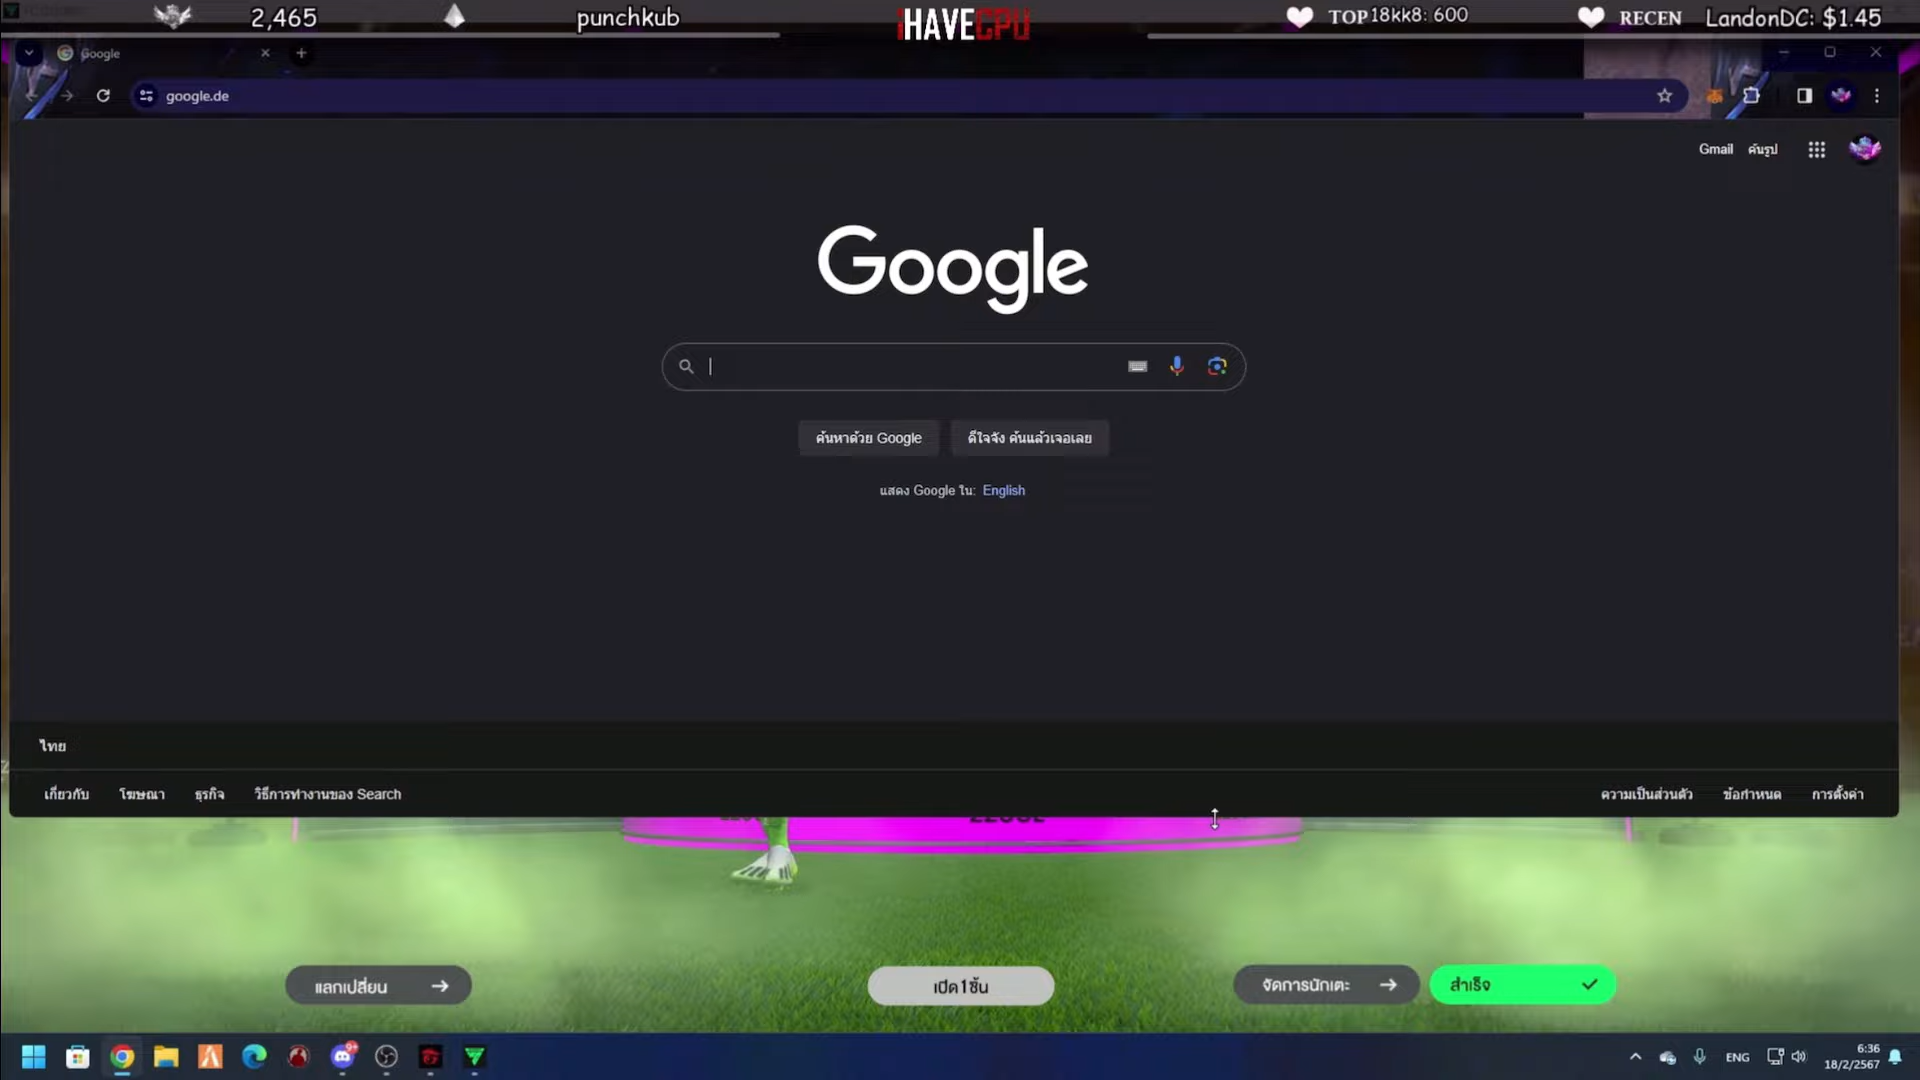 2,465
punchkub
iHAVECPU
TOP 18kk8: 600
RECEN LandonDC: $1.45
Google
google.de
Gmail ค้นรูป
Google
ค้นหาด้วย Google ดีใจจัง ค้นแล้วเจอเลย
แสดง Google ใน: English
ไทย
เกี่ยวกับ โฆษณา ธุรกิจ วิธีการทำงานของ Search
ความเป็นส่วนตัว ข้อกำหนด การตั้งค่า
แลกเปลี่ยน
เปิด 1 ชิ้น
จัดการนักเตะ
สำเร็จ
9+
ENG
6:36
18/2/2567